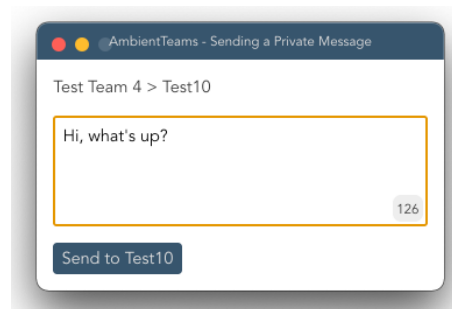 AmbientTeams - Sending a Private Message
Test Team 4 > Test10
Hi, what's up?
126
Send to Test10